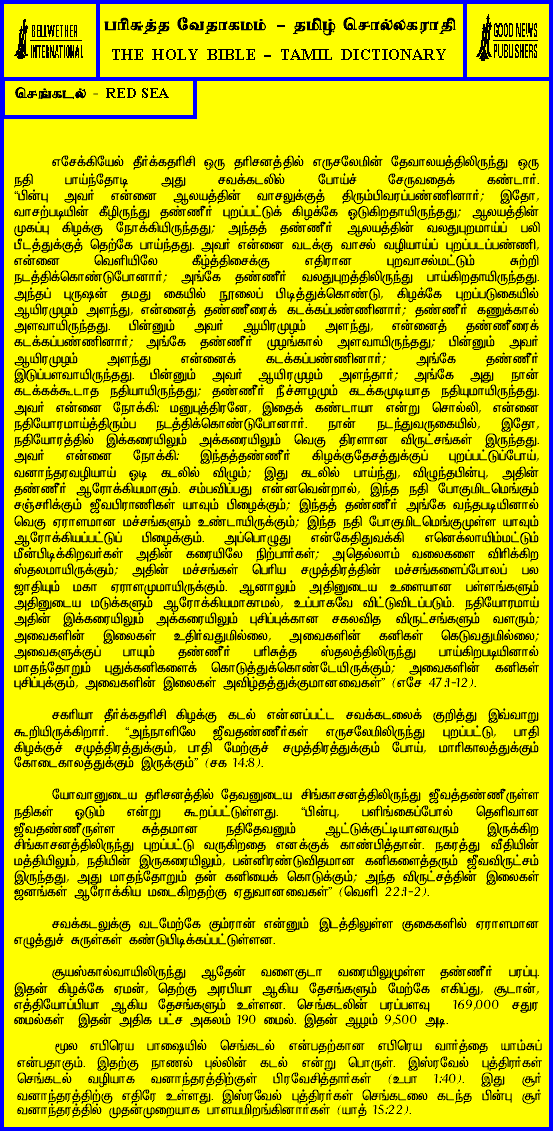 BELLWETHER
INTERNATIONAL
பரிசுத்த வேதாகமம் - தமிழ் சொல்லகராதி
THE HOLY BIBLE - TAMIL DICTIONARY
GOOD NEWS
PUBLISHERS
செங்கடல் - RED SEA
எசேக்கியேல் தீர்க்கதரிசி ஒரு தரிசனத்தில் எருசலேமின் தேவாலயத்திலிருந்து ஒரு
நதி பாய்ந்தோடி அது சவக்கடலில் போய்ச் சேருவதைக் கண்டார்.
“பின்பு அவர் என்னை ஆலயத்தின் வாசலுக்குத் திரும்பிவரப்பண்ணினார்; இதோ,
வாசற்படியின் கீழிருந்து தண்ணீர் புறப்பட்டுக் கிழக்கே ஓடுகிறதாயிருந்தது; ஆலயத்தின்
முகப்பு கிழக்கு நோக்கியிருந்தது; அந்தத் தண்ணீர் ஆலயத்தின் வலதுபுறமாய்ப் பலி
பீடத்துக்குத் தெற்கே பாய்ந்தது. அவர் என்னை வடக்கு வாசல் வழியாய்ப் புறப்படப்பண்ணி,
என்னை வெளியிலே கீழ்த்திசைக்கு எதிரான புறவாசல்மட்டும் சுற்றி
நடத்திக்கொண்டுபோனார்; அங்கே தண்ணீர் வலதுபுறத்திலிருந்து பாய்கிறதாயிருந்தது.
அந்தப் புருஷன் தமது கையில் நூலைப் பிடித்துக்கொண்டு, கிழக்கே புறப்படுகையில்
ஆயிரமுழம் அளந்து, என்னைத் தண்ணீரைக் கடக்கப்பண்ணினார்; தண்ணீர் கணுக்கால்
அளவாயிருந்தது. பின்னும் அவர் ஆயிரமுழம் அளந்து, என்னைத் தண்ணீரைக்
கடக்கப்பண்ணினார்; அங்கே தண்ணீர் முழங்கால் அளவாயிருந்தது; பின்னும் அவர்
ஆயிரமுழம் அளந்து என்னைக் கடக்கப்பண்ணினார்; அங்கே தண்ணீர்
இடுப்பளவாயிருந்தது. பின்னும் அவர் ஆயிரமுழம் அளந்தார்; அங்கே அது நான்
கடக்கக்கூடாத நதியாயிருந்தது; தண்ணீர் நீச்சாழமும் கடக்கமுடியாத நதியுமாயிருந்தது.
அவர் என்னை நோக்கி: மனுபுத்திரனே, இதைக் கண்டாயா என்று சொல்லி, என்னை
நதியோரமாய்த்திரும்ப நடத்திக்கொண்டுபோனார். நான் நடந்துவருகையில், இதோ,
நதியோரத்தில் இக்கரையிலும் அக்கரையிலும் வெகு திரளான விருட்சங்கள் இருந்தது.
அவர் என்னை நோக்கி: இந்தத்தண்ணீர் கிழக்குதேசத்துக்குப் புறப்பட்டுப்போய்,
வனாந்தரவழியாய் ஓடி கடலில் விழும்; இது கடலில் பாய்ந்து, விழுந்தபின்பு, அதின்
தண்ணீர் ஆரோக்கியமாகும். சம்பவிப்பது என்னவென்றால், இந்த நதி போகுமிடமெங்கும்
சஞ்சரிக்கும் ஜீவபிராணிகள் யாவும் பிழைக்கும்; இந்தத் தண்ணீர் அங்கே வந்தபடியினால்
வெகு ஏராளமான மச்சங்களும் உண்டாயிருக்கும்; இந்த நதி போகுமிடமெங்குமுள்ள யாவும்
ஆரோக்கியப்பட்டுப் பிழைக்கும். அப்பொழுது என்கேதிதுவக்கி எனெக்லாயிம்மட்டும்
மீன்பிடிக்கிறவர்கள் அதின் கரையிலே நிற்பார்கள்; அதெல்லாம் வலைகளை விரிக்கிற
ஸ்தலமாயிருக்கும்; அதின் மச்சங்கள் பெரிய சமுத்திரத்தின் மச்சங்களைப்போலப் பல
ஜாதியும் மகா ஏராளமுமாயிருக்கும். ஆனாலும் அதினுடைய உளையான பள்ளங்களும்
அதினுடைய மடுக்களும் ஆரோக்கியமாகாமல், உப்பாகவே விட்டுவிடப்படும். நதியோரமாய்
அதின் இக்கரையிலும் அக்கரையிலும் புசிப்புக்கான சகலவித விருட்சங்களும் வளரும்;
அவைகளின் இலைகள் உதிர்வதுமில்லை, அவைகளின் கனிகள் கெடுவதுமில்லை;
அவைகளுக்குப் பாயும் தண்ணீர் பரிசுத்த ஸ்தலத்திலிருந்து பாய்கிறபடியினால்
மாதந்தோறும் புதுக்கனிகளைக் கொடுத்துக்கொண்டேயிருக்கும்; அவைகளின் கனிகள்
புசிப்புக்கும், அவைகளின் இலைகள் அவிழ்தத்துக்குமானவைகள்” (எசே 47:1-12).
சகரியா தீர்க்கதரிசி கிழக்கு கடல் என்னப்பட்ட சவக்கடலைக் குறித்து இவ்வாறு
கூறியிருக்கிறார். “அந்நாளிலே ஜீவதண்ணீர்கள் எருசலேமிலிருந்து புறப்பட்டு, பாதி
கிழக்குச் சமுத்திரத்துக்கும், பாதி மேற்குச் சமுத்திரத்துக்கும் போய், மாரிகாலத்துக்கும்
கோடைகாலத்துக்கும் இருக்கும்” (சக 14:8).
யோவானுடைய தரிசனத்தில் தேவனுடைய சிங்காசனத்திலிருந்து ஜீவத்தண்ணீருள்ள
நதிகள் ஓடும் என்று கூறப்பட்டுள்ளது. “பின்பு, பளிங்கைப்போல் தெளிவான
ஜீவதண்ணீருள்ள சுத்தமான நதிதேவனும் ஆட்டுக்குட்டியானவரும் இருக்கிற
சிங்காசனத்திலிருந்து புறப்பட்டு வருகிறதை எனக்குக் காண்பித்தான். நகரத்து வீதியின்
மத்தியிலும், நதியின் இருகரையிலும், பன்னிரண்டுவிதமான கனிகளைத்தரும் ஜீவவிருட்சம்
இருந்தது, அது மாதந்தோறும் தன் கனியைக் கொடுக்கும்; அந்த விருட்சத்தின் இலைகள்
ஜனங்கள் ஆரோக்கிய மடைகிறதற்கு ஏதுவானவைகள்” (வெளி 22:1-2).
சவக்கடலுக்கு வடமேற்கே கும்ரான் என்னும் இடத்திலுள்ள குகைகளில் ஏராளமான
எழுத்துச் சுருள்கள் கண்டுபிடிக்கப்பட்டுள்ளன.
சூயஸ்கால்வாயிலிருந்து ஆதேன் வளைகுடா வரையிலுமுள்ள தண்ணீர் பரப்பு.
இதன் கிழக்கே ஏமன், தெற்கு அரபியா ஆகிய தேசங்களும் மேற்கே எகிப்து, சூடான்,
எத்தியோப்பியா ஆகிய தேசங்களும் உள்ளன. செங்கடலின் பரப்பளவு 169,000 சதுர
மைல்கள் இதன் அதிக பட்ச அகலம் 190 மைல். இதன் ஆழம் 9,500 அடி.
மூல எபிரெய பாஷையில் செங்கடல் என்பதற்கான எபிரெய வார்த்தை யாம்சுப்
என்பதாகும். இதற்கு நாணல் புல்லின் கடல் என்று பொருள். இஸ்ரவேல் புத்திரர்கள்
செங்கடல் வழியாக வனாந்தரத்திற்குள் பிரவேசித்தார்கள் (உபா 1:40). இது சூர்
வனாந்தரத்திற்கு எதிரே உள்ளது. இஸ்ரவேல் புத்திரர்கள் செங்கடலை கடந்த பின்பு சூர்
வனாந்தரத்தில் முதன்முறையாக பாளயமிறங்கினார்கள் (யாத் 15:22).